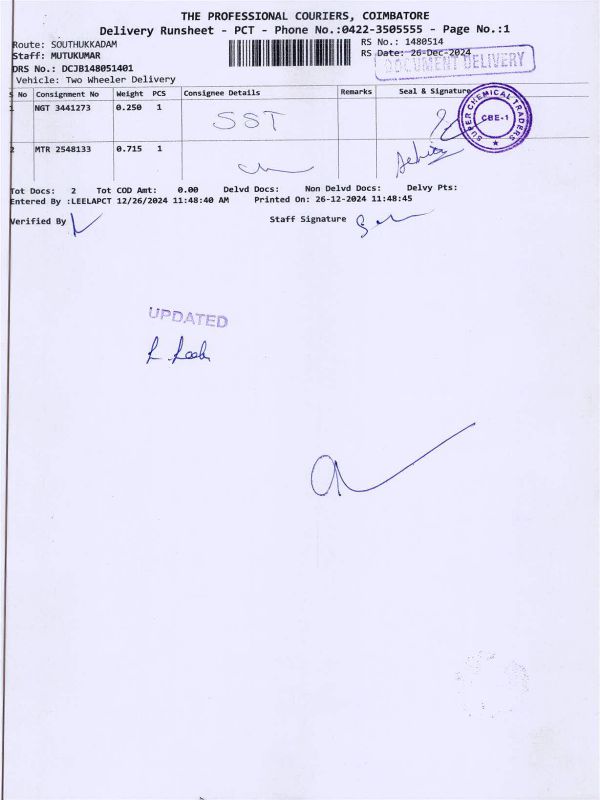 THE PROFESSIONAL COURIERS, COIMBATORE
Delivery Runsheet - PCT - Phone No.:0422-3505555 - Page No.:1
Route: SOUTHUKKADAM
RS No.: 1480514
Staff: MUTUKUMAR
RS Date: 26-Dec-2024
DOCUMENT DELIVERY
DRS No.: DCJB148051401
Vehicle: Two Wheeler Delivery
S No Consignment No Weight PCS Consignee Details Remarks Seal & Signature
1 NGT 3441273 0.250 1 SST
SUPER CHEMICAL TRADERS CBE-1
2 MTR 2548133 0.715 1
Tot Docs: 2 Tot COD Amt: 0.00 Delvd Docs: Non Delvd Docs: Delvy Pts:
Entered By :LEELAPCT 12/26/2024 11:48:40 AM Printed On: 26-12-2024 11:48:45
Verified By Staff Signature
UPDATED